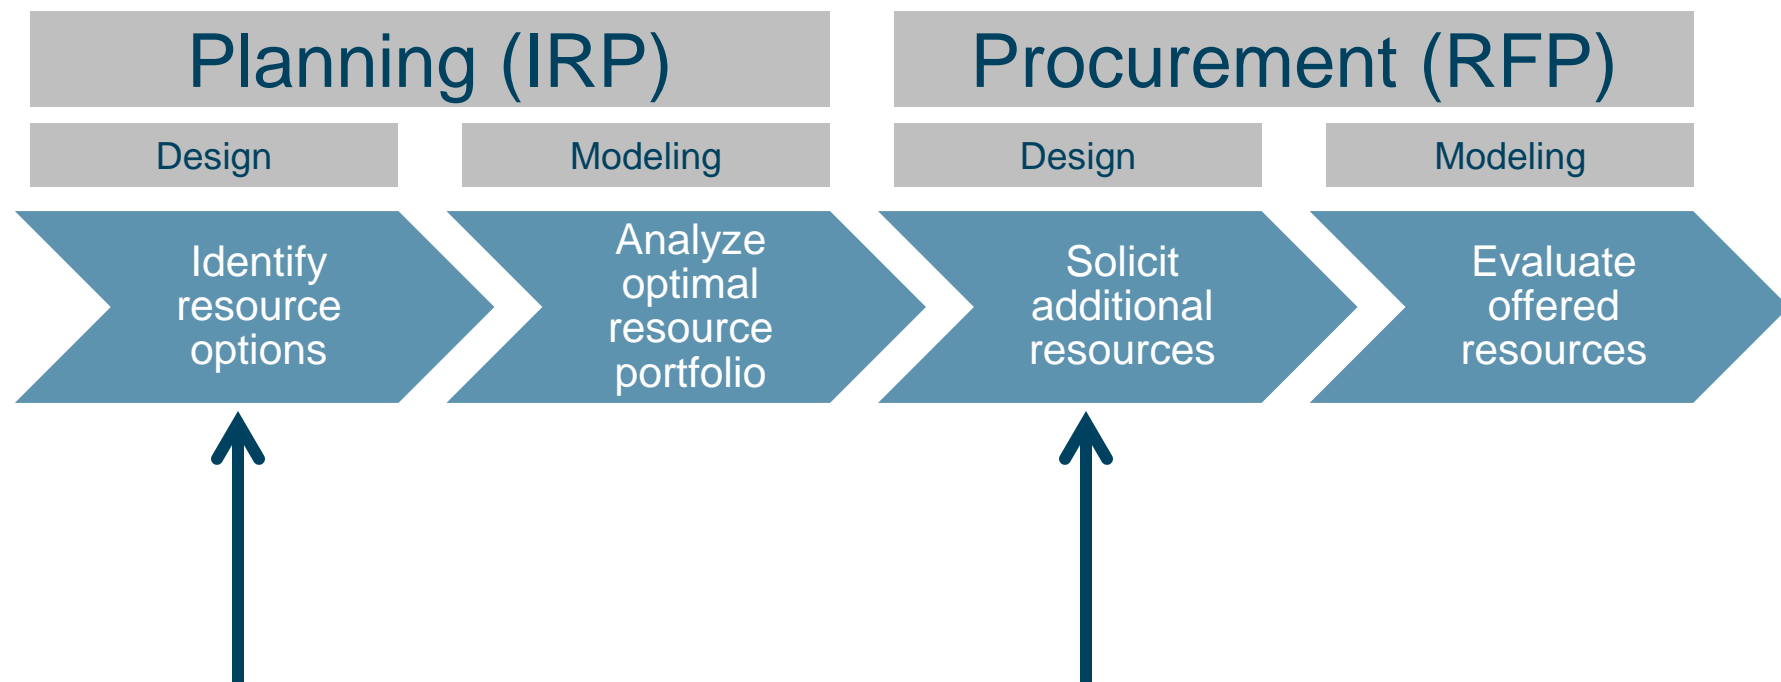 Planning (IRP)
Procurement (RFP)
Design
Modeling
Design
Modeling
Identify
resource
options
Analyze
optimal
resource
portfolio
Solicit
additional
resources
Evaluate
offered
resources